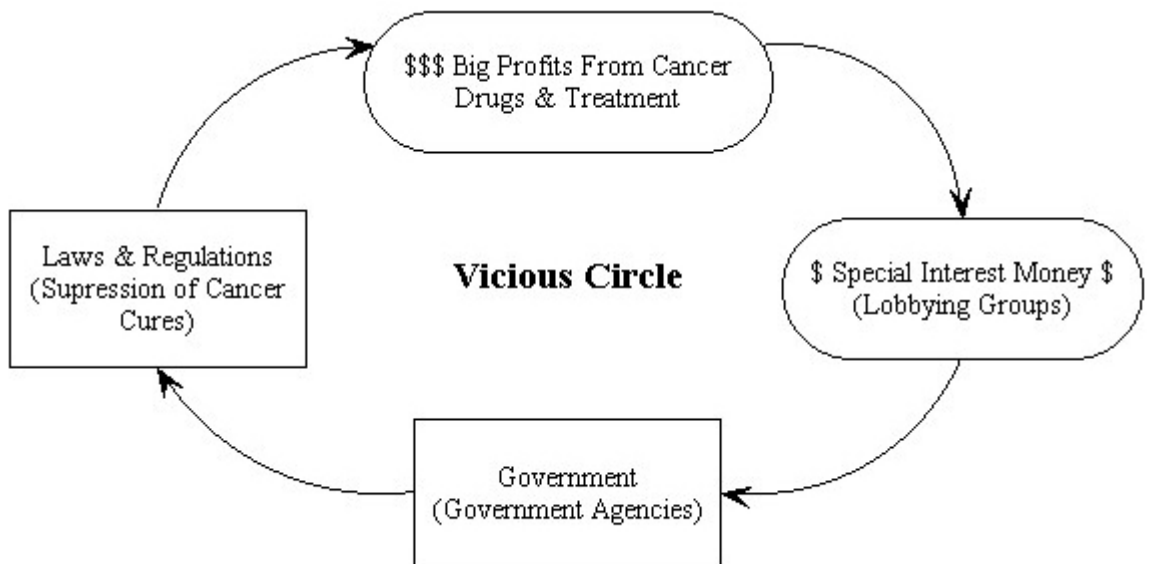 $$$ Big Profits From Cancer
Drugs & Treatment
Laws & Regulations
(Supression of Cancer
Cures)
Vicious Circle
$ Special Interest Money $
(Lobbying Groups)
Government
(Government Agencies)